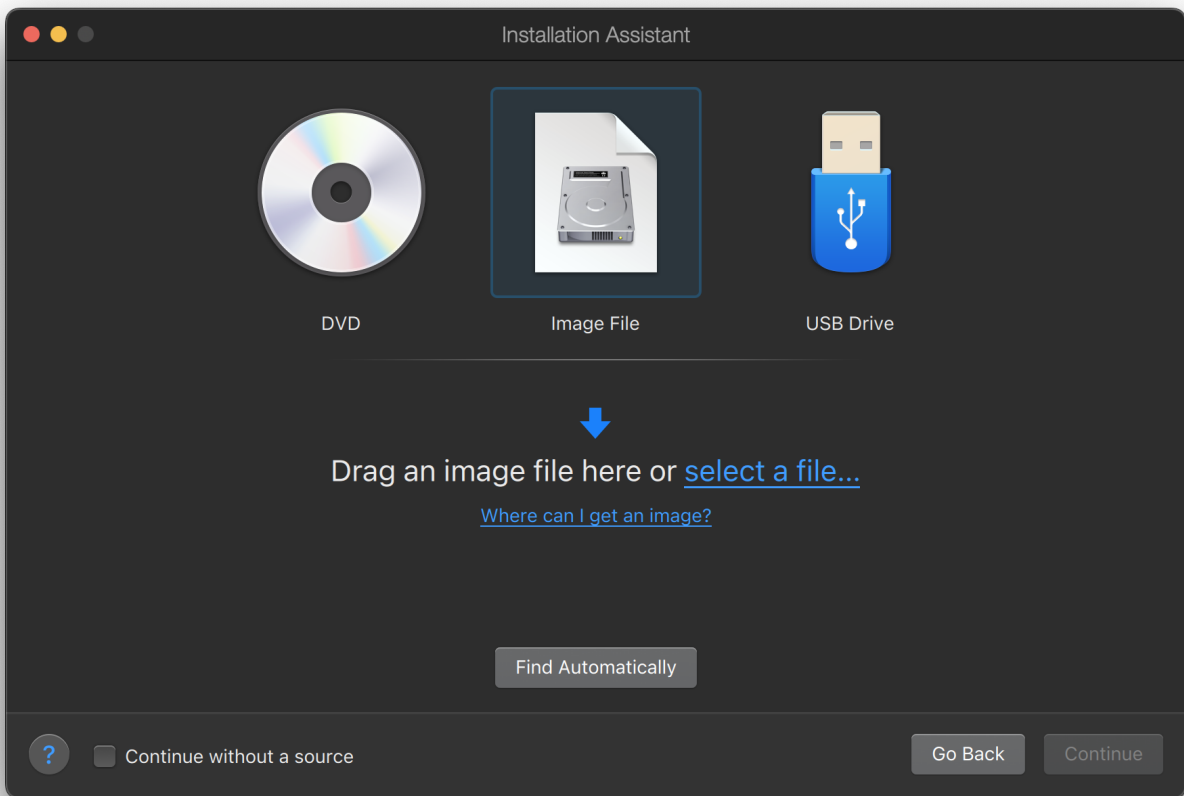 Installation Assistant
DVD
Image File
USB Drive
Drag an image file here or select a file...
Where can I get an image?
Find Automatically
?
Continue without a source
Go Back
Continue